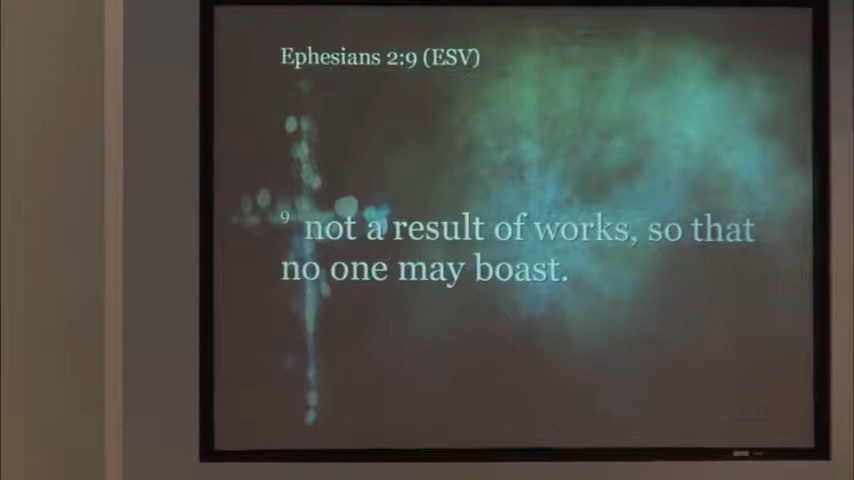 Ephesians 2:9 (ESV)
9 not a result of works, so that
no one may boast.